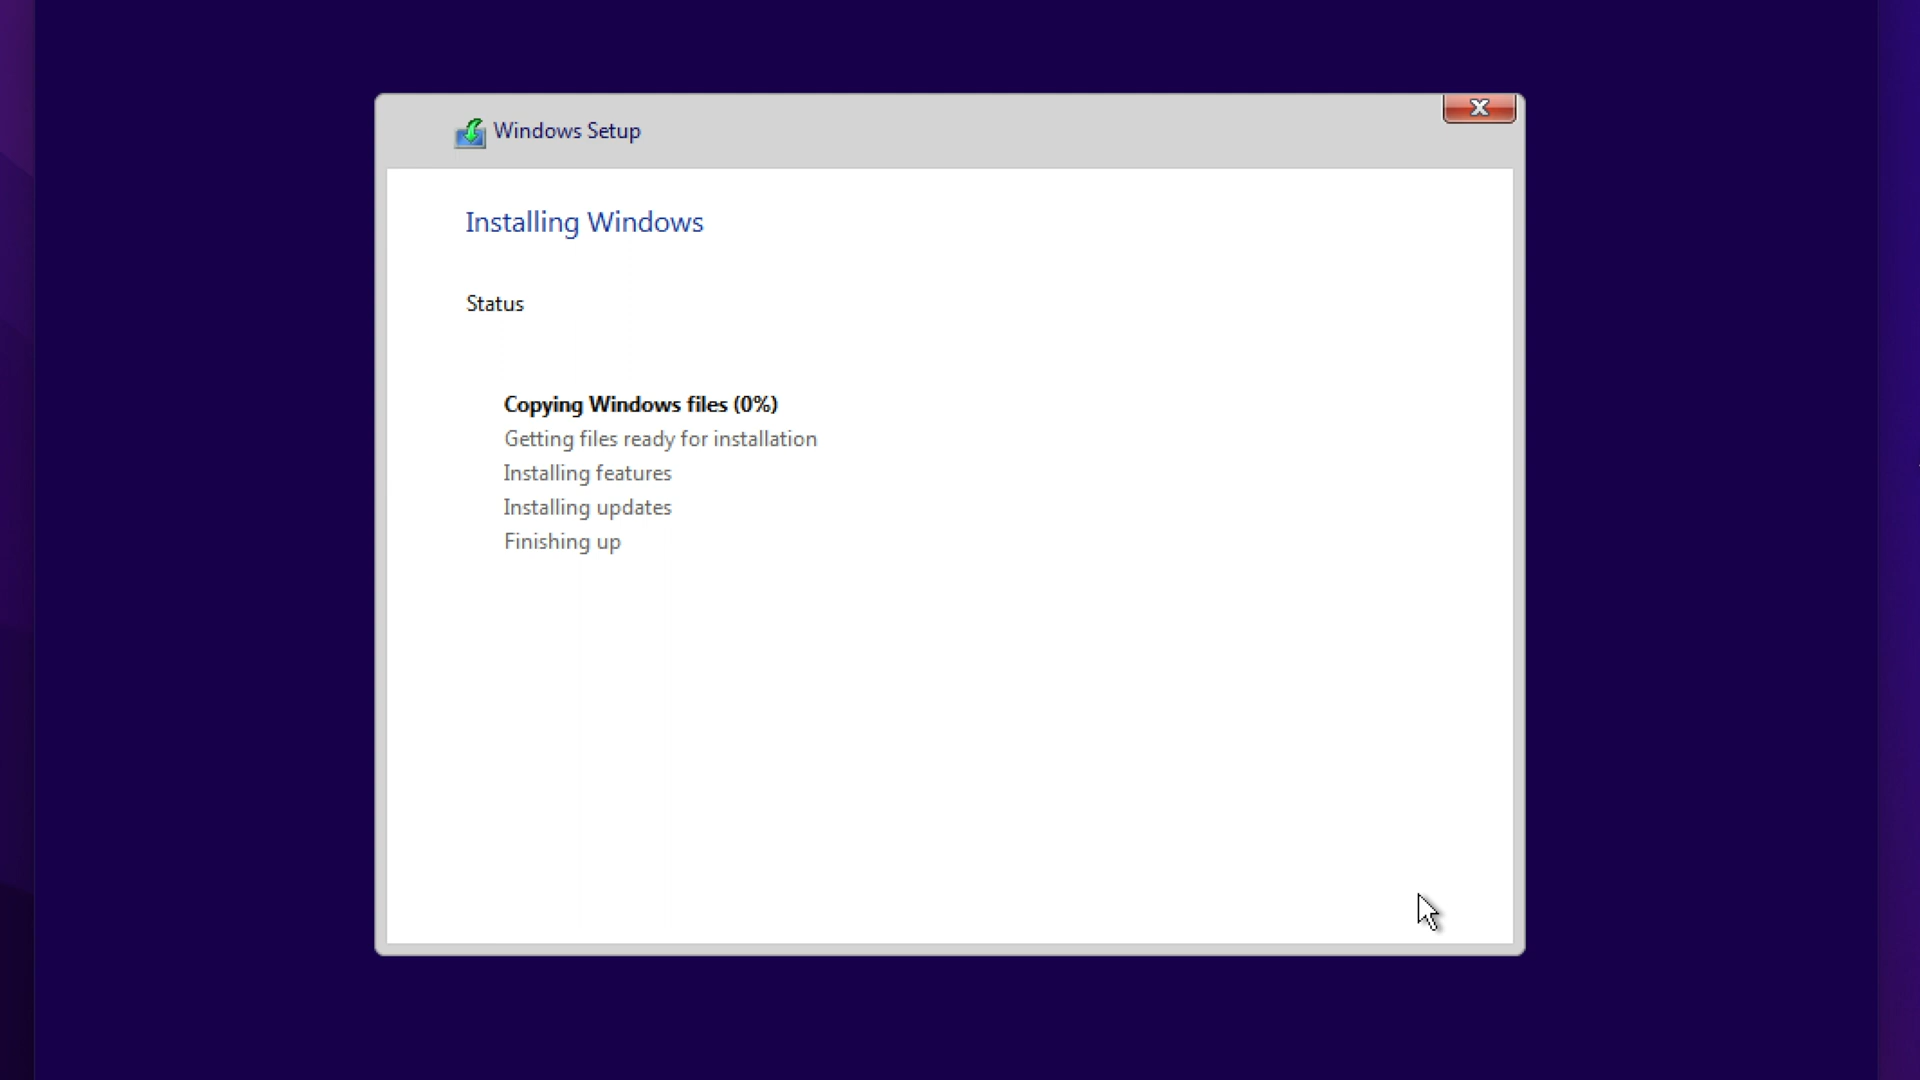 Windows Setup
Installing Windows
Status
Copying Windows files (0%)
Getting files ready for installation
Installing features
Installing updates
Finishing up